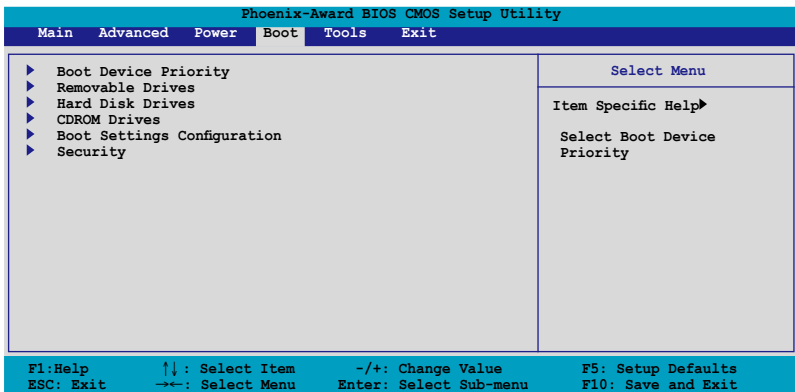 Phoenix-Award BIOS CMOS Setup Utility
Main Advanced Power Boot Tools Exit
Boot Device Priority
Removable Drives
Hard Disk Drives
CDROM Drives
Boot Settings Configuration
Security
Select Menu
Item Specific Help
Select Boot Device
Priority
F1:Help ↑↓: Select Item -/+: Change Value F5: Setup Defaults
ESC: Exit →←: Select Menu Enter: Select Sub-menu F10: Save and Exit